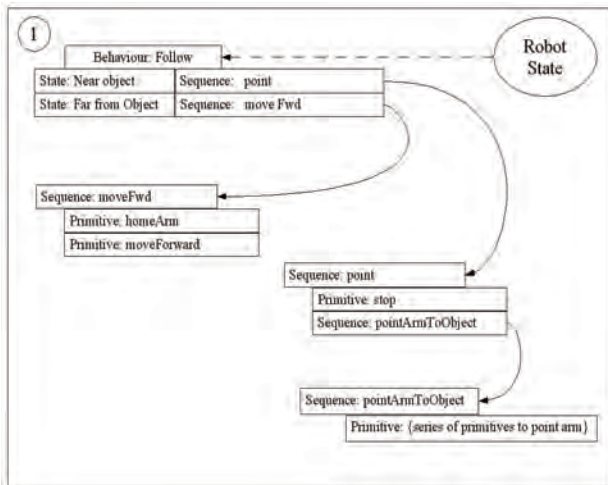 1
Behaviour: Follow
Robot
State
State: Near object Sequence: point
State: Far from Object Sequence: move Fwd
Sequence: moveFwd
Primitive: homeArm
Primitive: moveForward
Sequence: point
Primitive: stop
Sequence: pointArmToObject
Sequence: pointArmToObject
Primitive: {series of primitives to point arm}